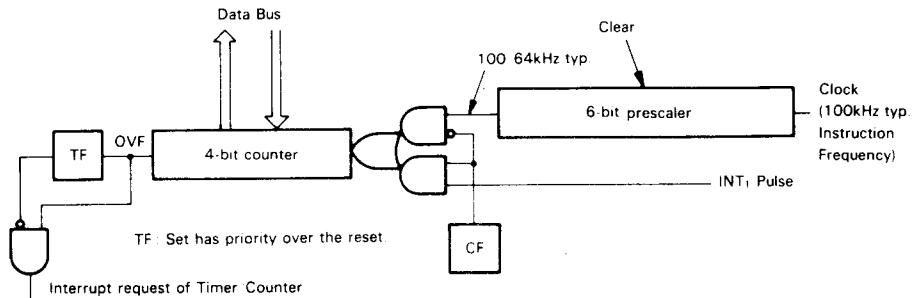 Data Bus
Clear
100 64kHz typ.
Clock
(100kHz typ.
Instruction
Frequency)
6-bit prescaler
OVF
TF
4-bit counter
INT₁ Pulse
TF : Set has priority over the reset.
CF
Interrupt request of Timer Counter